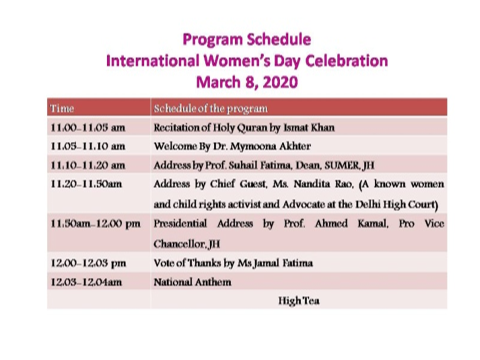 Program Schedule
International Women's Day Celebration
March 8, 2020
Time Schedule of the program
11.00-11.05 am Recitation of Holy Quran by Ismat Khan
11.05-11.10 am Welcome By Dr. Mymoona Akhter
11.10-11.20 am Address by Prof. Suhail Fatima, Dean, SUMER, JH
11.20-11.50am Address by Chief Guest, Ms. Nandita Rao, (A known women
and child rights activist and Advocate at the Delhi High Court)
11.50am-12.00 pm Presidential Address by Prof. Ahmed Kamal, Pro Vice
Chancellor, JH
12.00-12.03 pm Vote of Thanks by Ms Jamal Fatima
12.03-12.04am National Anthem
High Tea